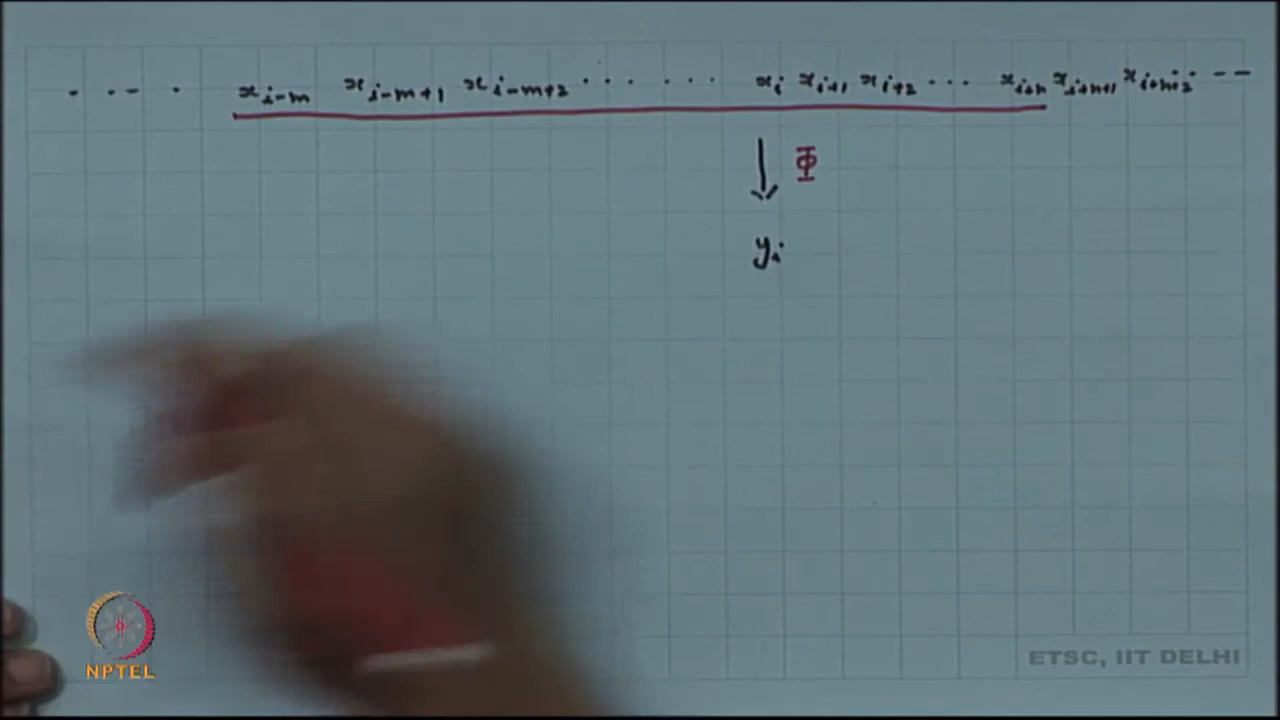 . - - - . x_{i-m} x_{i-m+1} x_{i-m+2} . . . . . . . x_i x_{i+1} x_{i+2} . . . x_{i+n} x_{i+n+1} x_{i+n+2} . - - -
↓ Φ
y_i
NPTEL
ETSC, IIT DELHI